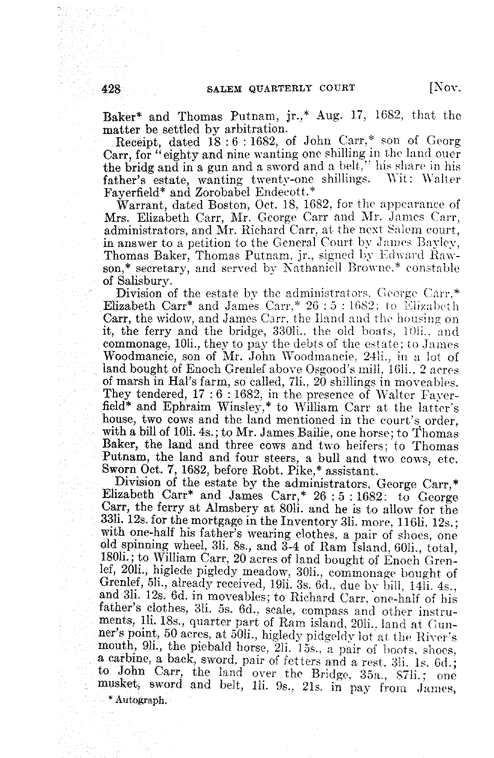 428 SALEM QUARTERLY COURT [Nov.
Baker* and Thomas Putnam, jr.,* Aug. 17, 1682, that the
matter be settled by arbitration.
Receipt, dated 18 : 6 : 1682, of John Carr,* son of Georg
Carr, for "eighty and nine wanting one shilling in the land ouer
the bridg and in a gun and a sword and a belt," his share in his
father's estate, wanting twenty-one shillings. Wit: Walter
Fayerfield* and Zorobabel Endecott.*
Warrant, dated Boston, Oct. 18, 1682, for the appearance of
Mrs. Elizabeth Carr, Mr. George Carr and Mr. James Carr,
administrators, and Mr. Richard Carr, at the next Salem court,
in answer to a petition to the General Court by James Bayley,
Thomas Baker, Thomas Putnam, jr., signed by Edward Raw-
son,* secretary, and served by Nathaniell Browne,* constable
of Salisbury.
Division of the estate by the administrators, George Carr,*
Elizabeth Carr* and James Carr,* 26 : 5 : 1682: to Elizabeth
Carr, the widow, and James Carr, the Iland and the housing on
it, the ferry and the bridge, 330li., the old boats, 10li., and
commonage, 10li., they to pay the debts of the estate; to James
Woodmancie, son of Mr. John Woodmancie, 24li., in a lot of
land bought of Enoch Grenlef above Osgood's mill, 16li., 2 acres
of marsh in Hal's farm, so called, 7li., 20 shillings in moveables.
They tendered, 17 : 6 : 1682, in the presence of Walter Fayer-
field* and Ephraim Winsley,* to William Carr at the latter's
house, two cows and the land mentioned in the court's order,
with a bill of 10li. 4s.; to Mr. James Bailie, one horse; to Thomas
Baker, the land and three cows and two heifers; to Thomas
Putnam, the land and four steers, a bull and two cows, etc.
Sworn Oct. 7, 1682, before Robt. Pike,* assistant.
Division of the estate by the administrators, George Carr,*
Elizabeth Carr* and James Carr,* 26 : 5 : 1682: to George
Carr, the ferry at Almsbery at 80li. and he is to allow for the
33li. 12s. for the mortgage in the Inventory 3li. more, 116li. 12s.;
with one-half his father's wearing clothes, a pair of shoes, one
old spinning wheel, 3li. 8s., and 3-4 of Ram Island, 60li., total,
180li.; to William Carr, 20 acres of land bought of Enoch Gren-
lef, 20li., higlede pigledy meadow, 30li., commonage bought of
Grenlef, 5li., already received, 19li. 3s. 6d., due by bill, 14li. 4s.,
and 3li. 12s. 6d. in moveables; to Richard Carr, one-half of his
father's clothes, 3li. 5s. 6d., scale, compass and other instru-
ments, 1li. 18s., quarter part of Ram island, 20li., land at Gun-
ner's point, 50 acres, at 50li., higledy pidgeldy lot at the River's
mouth, 9li., the piebald horse, 2li. 15s., a pair of boots, shoes,
a carbine, a back, sword, pair of fetters and a rest, 3li. 1s. 6d.;
to John Carr, the land over the Bridge, 35a., 87li.; one
musket, sword and belt, 1li. 9s., 21s. in pay from James,
* Autograph.